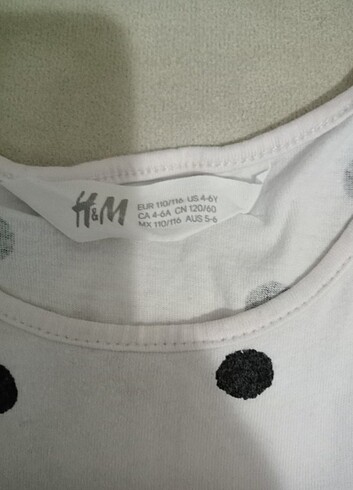 H&M
EUR 110/116 US 4-6Y
CA 4-6A CN 120/60
MX 110/116 AUS 5-6